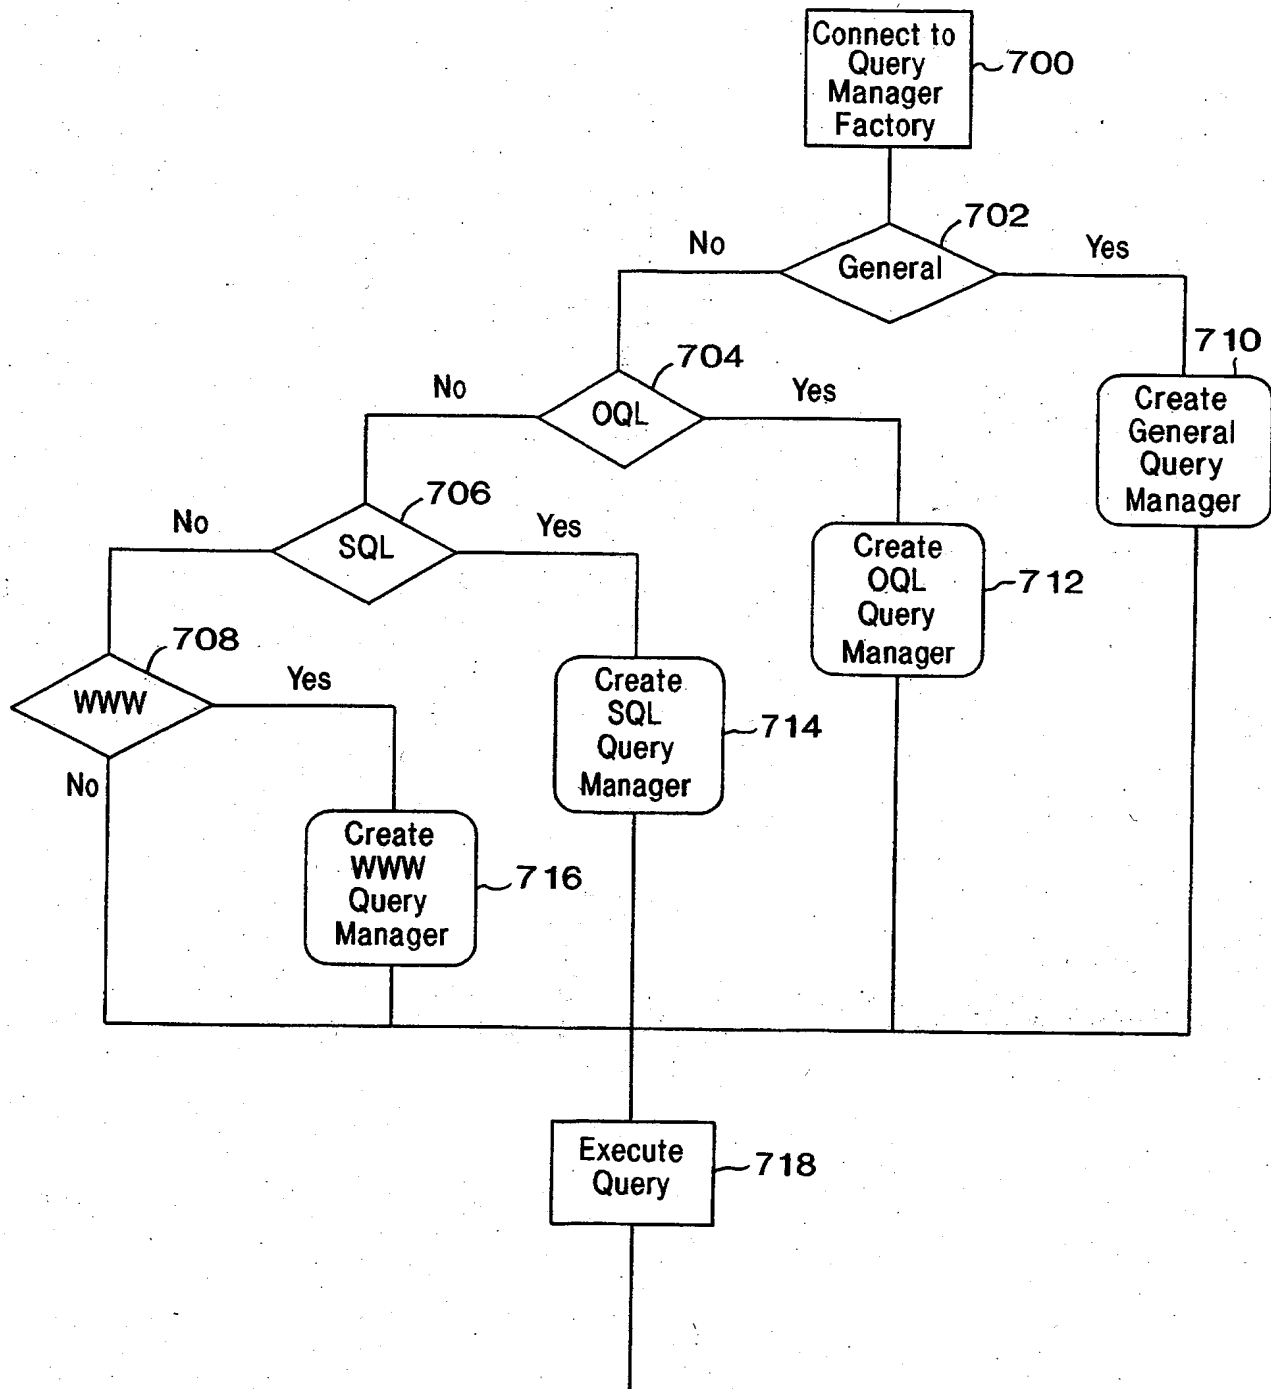 Connect to
Query
Manager
Factory
700
702
No
General
Yes
710
704
No
OQL
Yes
Create
General
Query
Manager
706
No
SQL
Yes
Create
OQL
Query
Manager
712
708
WWW
Yes
No
Create
SQL
Query
Manager
714
Create
WWW
Query
Manager
716
Execute
Query
718